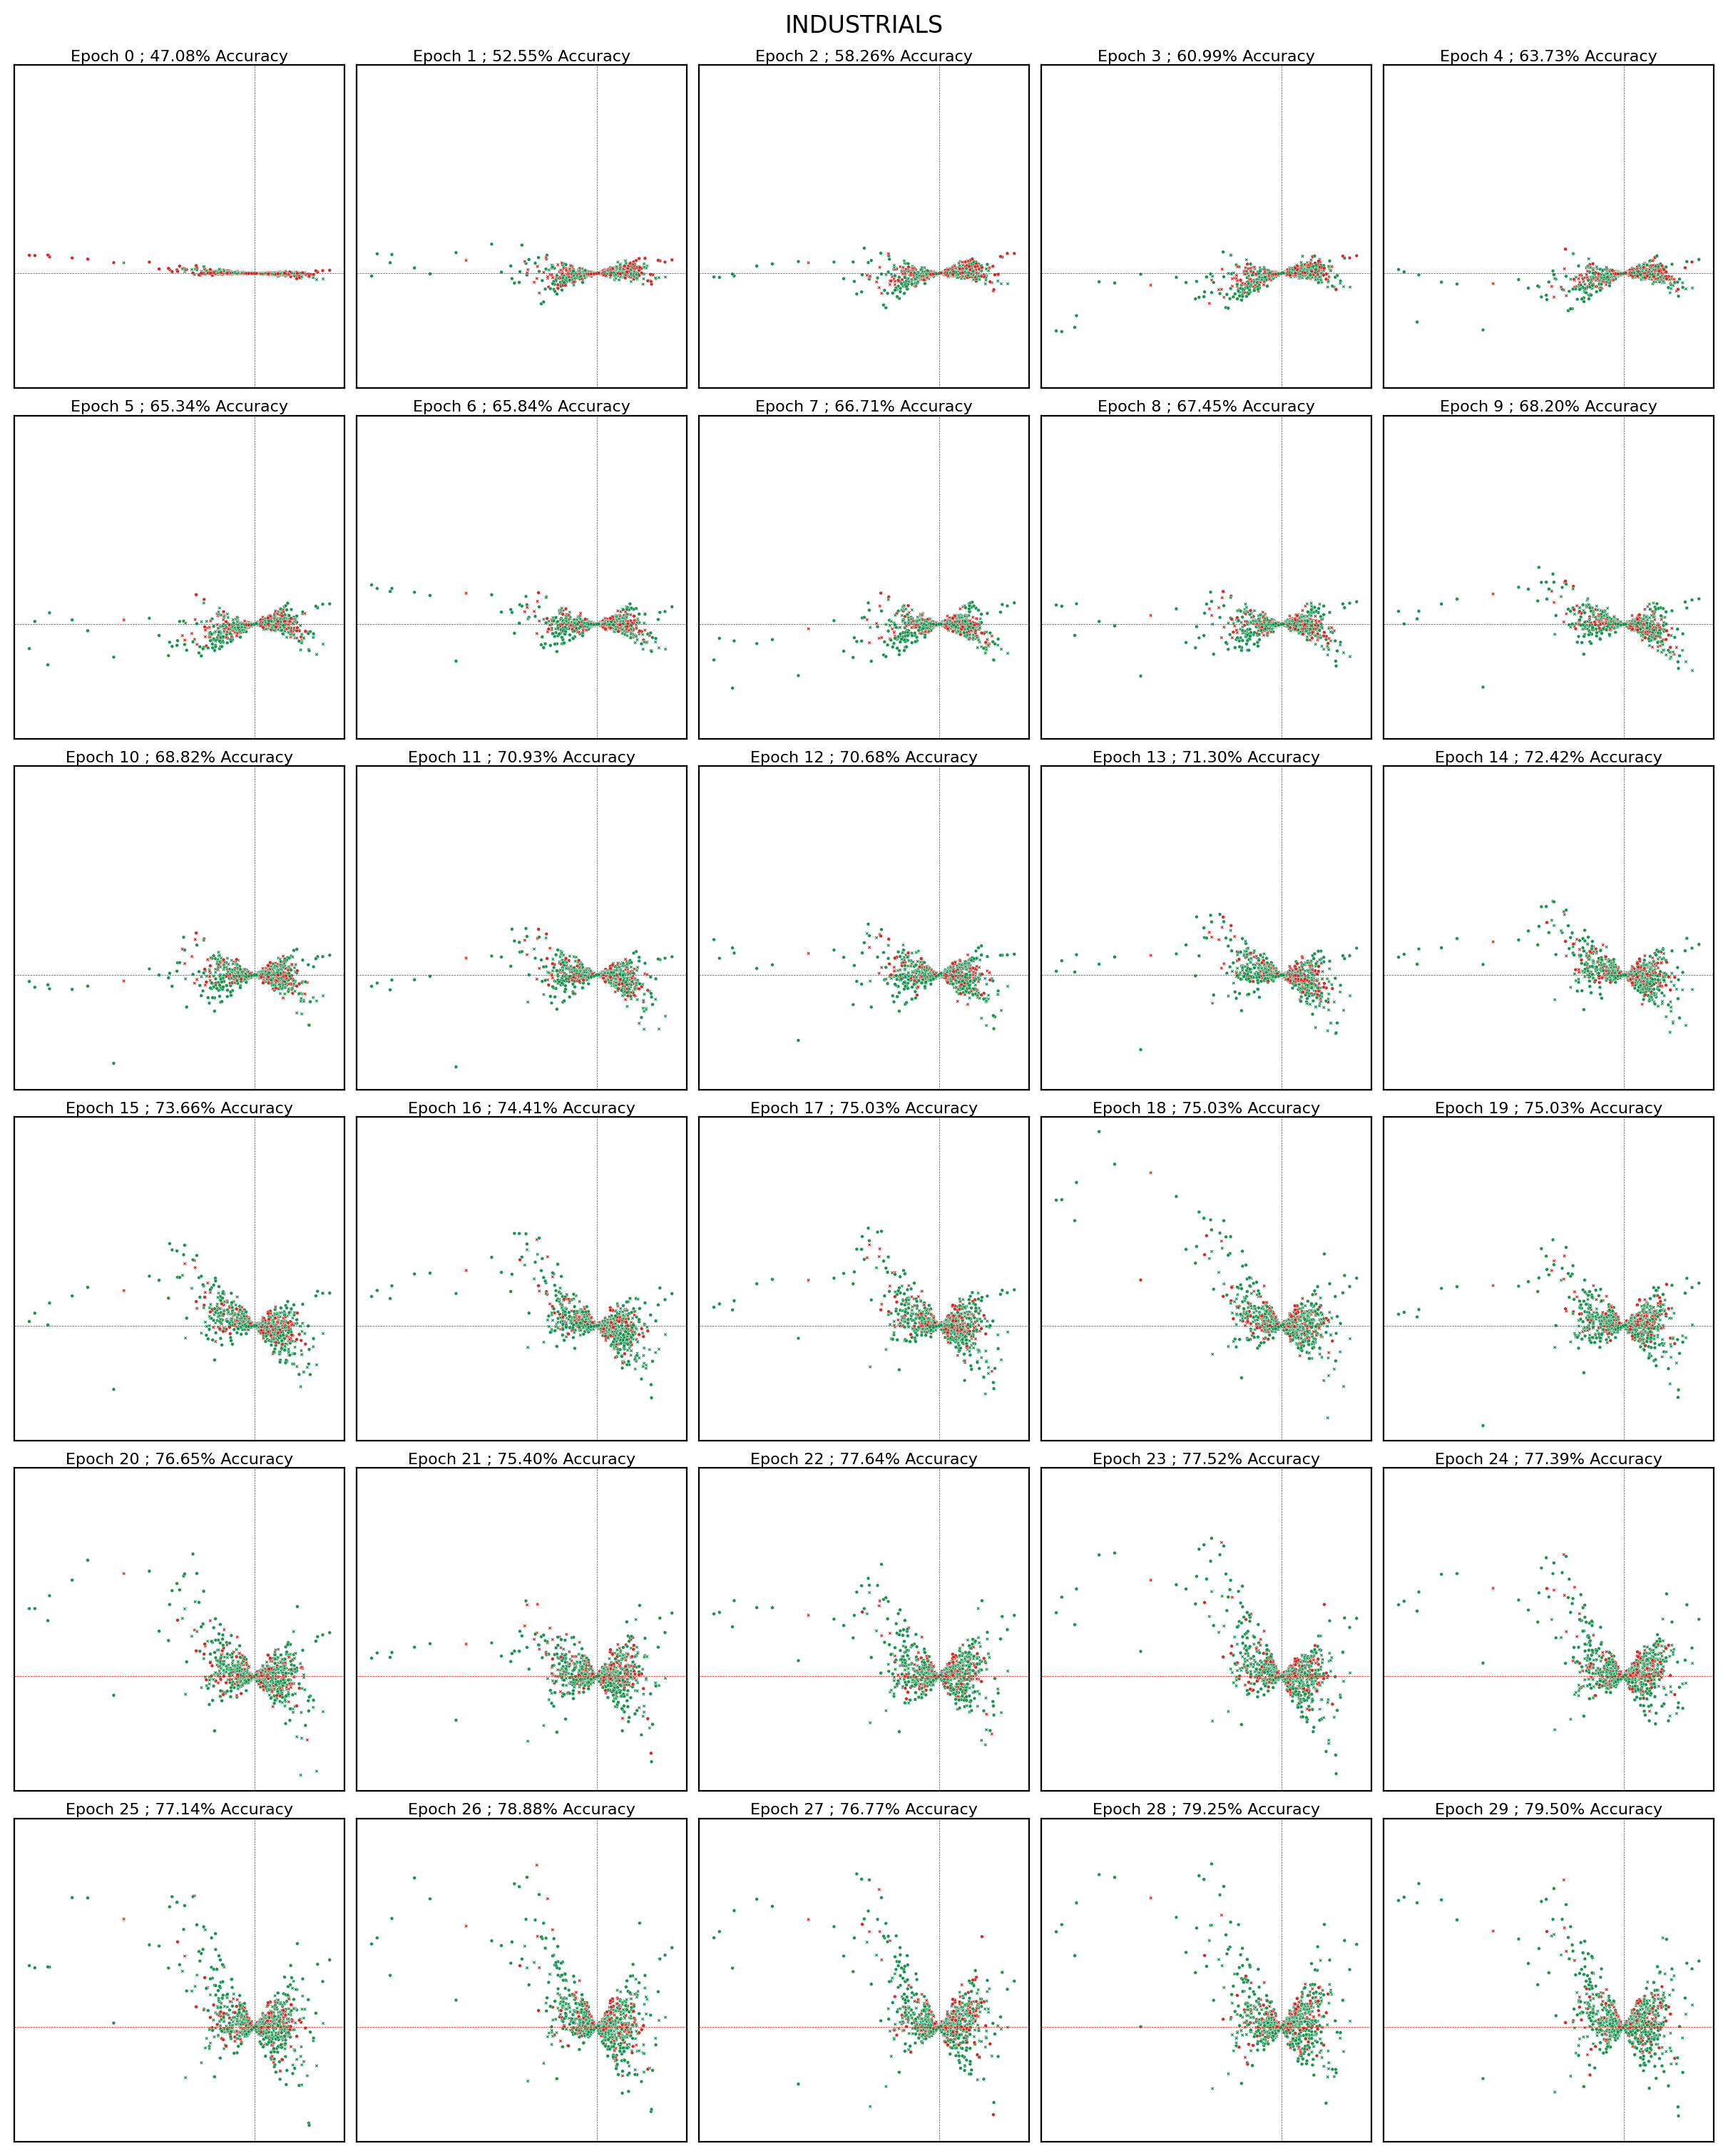 INDUSTRIALS
Epoch 0 ; 47.08% Accuracy
Epoch 1 ; 52.55% Accuracy
Epoch 2 ; 58.26% Accuracy
Epoch 3 ; 60.99% Accuracy
Epoch 4 ; 63.73% Accuracy
Epoch 5 ; 65.34% Accuracy
Epoch 6 ; 65.84% Accuracy
Epoch 7 ; 66.71% Accuracy
Epoch 8 ; 67.45% Accuracy
Epoch 9 ; 68.20% Accuracy
Epoch 10 ; 68.82% Accuracy
Epoch 11 ; 70.93% Accuracy
Epoch 12 ; 70.68% Accuracy
Epoch 13 ; 71.30% Accuracy
Epoch 14 ; 72.42% Accuracy
Epoch 15 ; 73.66% Accuracy
Epoch 16 ; 74.41% Accuracy
Epoch 17 ; 75.03% Accuracy
Epoch 18 ; 75.03% Accuracy
Epoch 19 ; 75.03% Accuracy
Epoch 20 ; 76.65% Accuracy
Epoch 21 ; 75.40% Accuracy
Epoch 22 ; 77.64% Accuracy
Epoch 23 ; 77.52% Accuracy
Epoch 24 ; 77.39% Accuracy
Epoch 25 ; 77.14% Accuracy
Epoch 26 ; 78.88% Accuracy
Epoch 27 ; 76.77% Accuracy
Epoch 28 ; 79.25% Accuracy
Epoch 29 ; 79.50% Accuracy